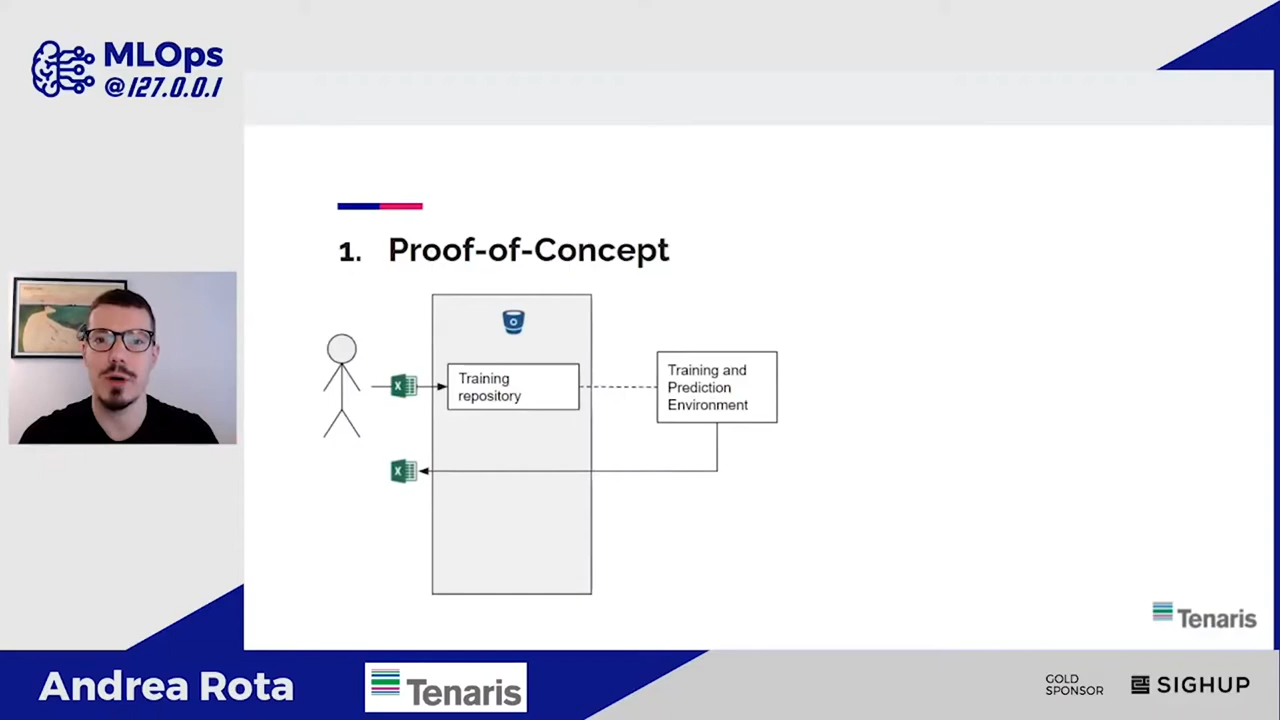 MLOps
@127.0.0.1
1. Proof-of-Concept
Training
repository
Training and
Prediction
Environment
Tenaris
Andrea Rota
Tenaris
GOLD
SPONSOR
SIGHUP